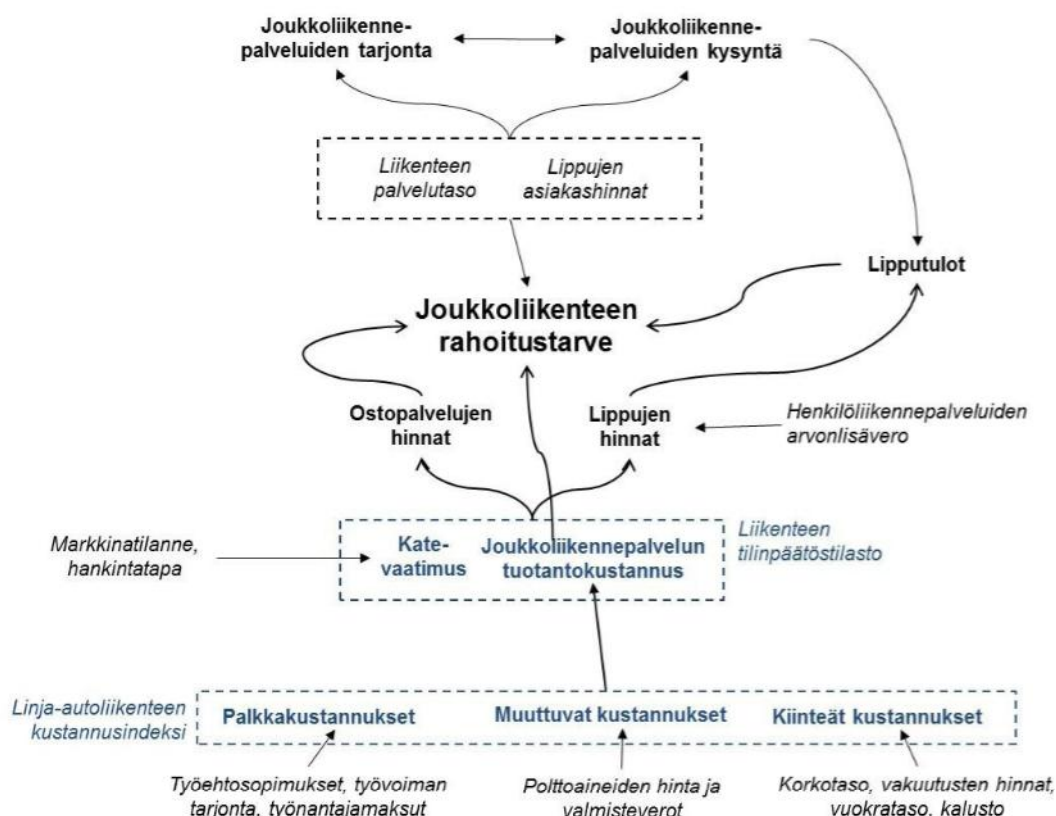 Joukkoliikenne-
palveluiden tarjonta
Joukkoliikenne-
palveluiden kysyntä
Liikenteen
palvelutaso
Lippujen
asiakashinnat
Lipputulot
Joukkoliikenteen
rahoitustarve
Ostopalvelujen
hinnat
Lippujen
hinnat
Henkilöliikennepalveluiden
arvonlisävero
Markkinatilanne,
hankintatapa
Kate-
vaatimus
Joukkoliikennepalvelun
tuotantokustannus
Liikenteen
tilinpäätöstilasto
Linja-autoliikenteen
kustannusindeksi
Palkkakustannukset
Muuttuvat kustannukset
Kiinteät kustannukset
Työehtosopimukset, työvoiman
tarjonta, työnantajamaksut
Polttoaineiden hinta ja
valmisteverot
Korkotaso, vakuutusten hinnat,
vuokrataso, kalusto